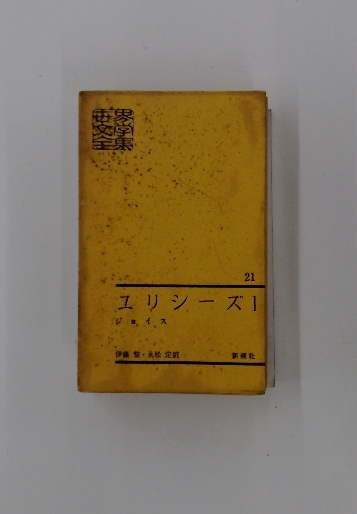 世界文学全集
21
ユリシーズ1
ジョイス
伊藤 整・永松 定訳 新潮社